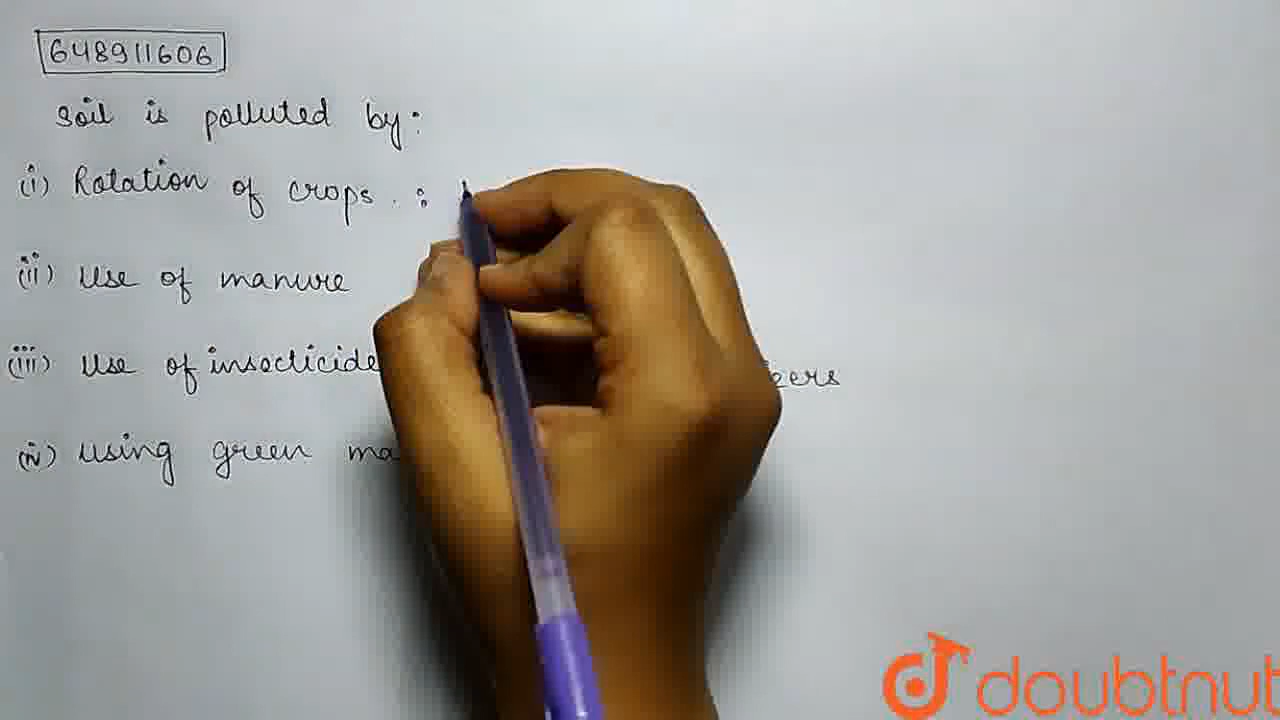 648911606
Soil is polluted by:
(i) Rotation of crops. :
(ii) Use of manure
(iii) Use of insecticide
(iv) Using green
doubtnut